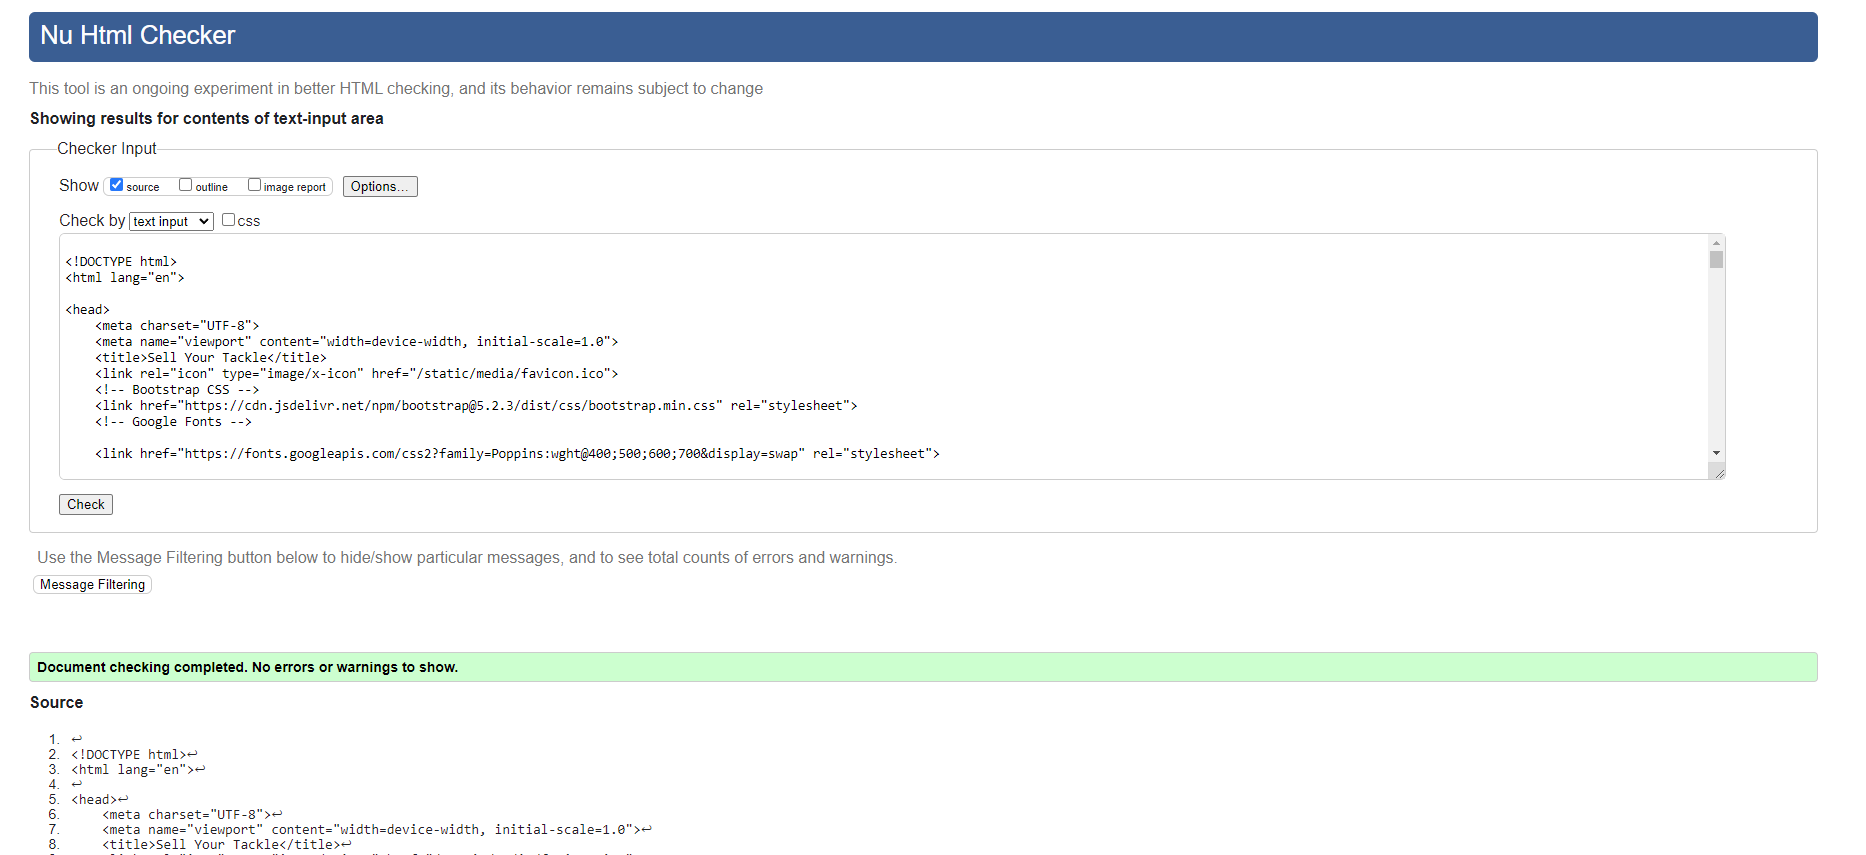 Nu Html Checker
This tool is an ongoing experiment in better HTML checking, and its behavior remains subject to change
Showing results for contents of text-input area
Checker Input
Show source outline image report Options...
Check by text input css
<!DOCTYPE html>
<html lang="en">
<head>
    <meta charset="UTF-8">
    <meta name="viewport" content="width=device-width, initial-scale=1.0">
    <title>Sell Your Tackle</title>
    <link rel="icon" type="image/x-icon" href="/static/media/favicon.ico">
    <!-- Bootstrap CSS -->
    <link href="https://cdn.jsdelivr.net/npm/bootstrap@5.2.3/dist/css/bootstrap.min.css" rel="stylesheet">
    <!-- Google Fonts -->
    <link href="https://fonts.googleapis.com/css2?family=Poppins:wght@400;500;600;700&display=swap" rel="stylesheet">
Check
Use the Message Filtering button below to hide/show particular messages, and to see total counts of errors and warnings.
Message Filtering
Document checking completed. No errors or warnings to show.
Source
1. ↩
2. <!DOCTYPE html>↩
3. <html lang="en">↩
4. ↩
5. <head>↩
6.     <meta charset="UTF-8">↩
7.     <meta name="viewport" content="width=device-width, initial-scale=1.0">↩
8.     <title>Sell Your Tackle</title>↩